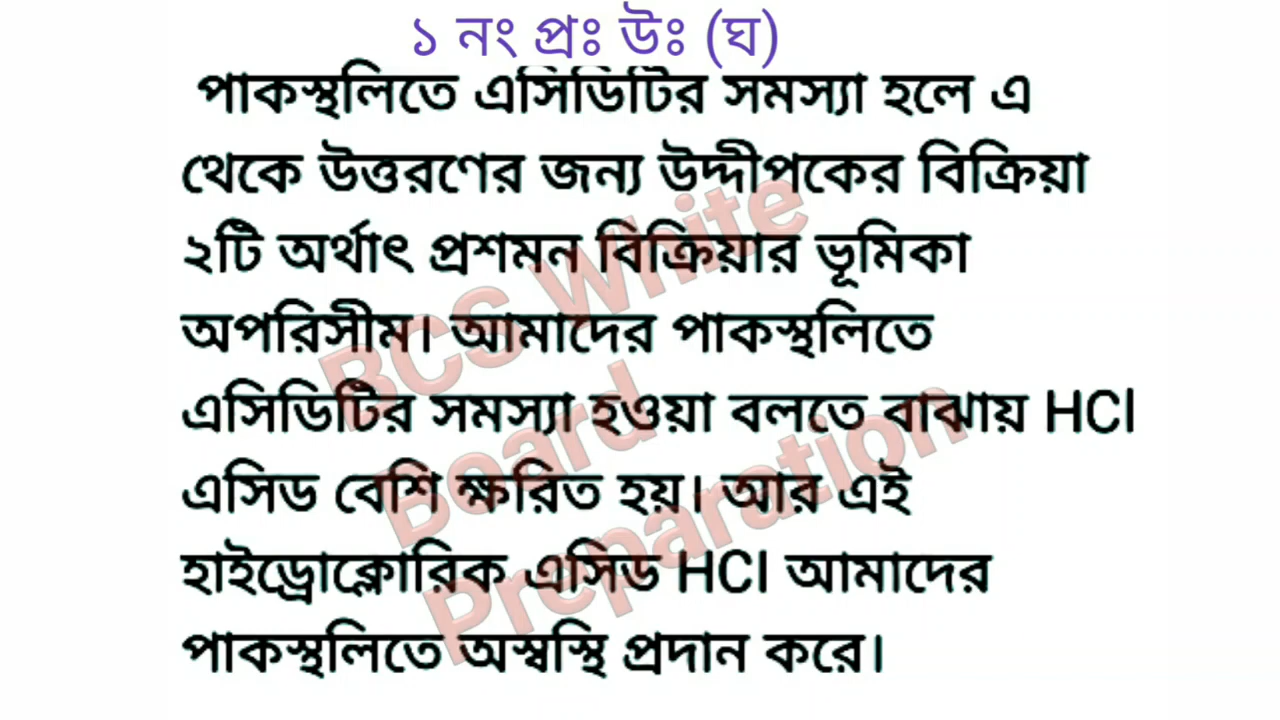 ১ নং প্রঃ উঃ (ঘ)
পাকস্থলিতে এসিডিটির সমস্যা হলে এ
থেকে উত্তরণের জন্য উদ্দীপকের বিক্রিয়া
২টি অর্থাৎ প্রশমন বিক্রিয়ার ভূমিকা
অপরিসীম। আমাদের পাকস্থলিতে
এসিডিটির সমস্যা হওয়া বলতে বাঝায় HCl
এসিড বেশি ক্ষরিত হয়। আর এই
হাইড্রোক্লোরিক এসিড HCl আমাদের
পাকস্থলিতে অস্বস্থি প্রদান করে।
BCS White
Board
Preparation